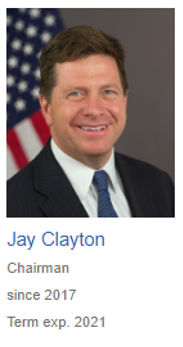 Jay Clayton
Chairman
since 2017
Term exp. 2021